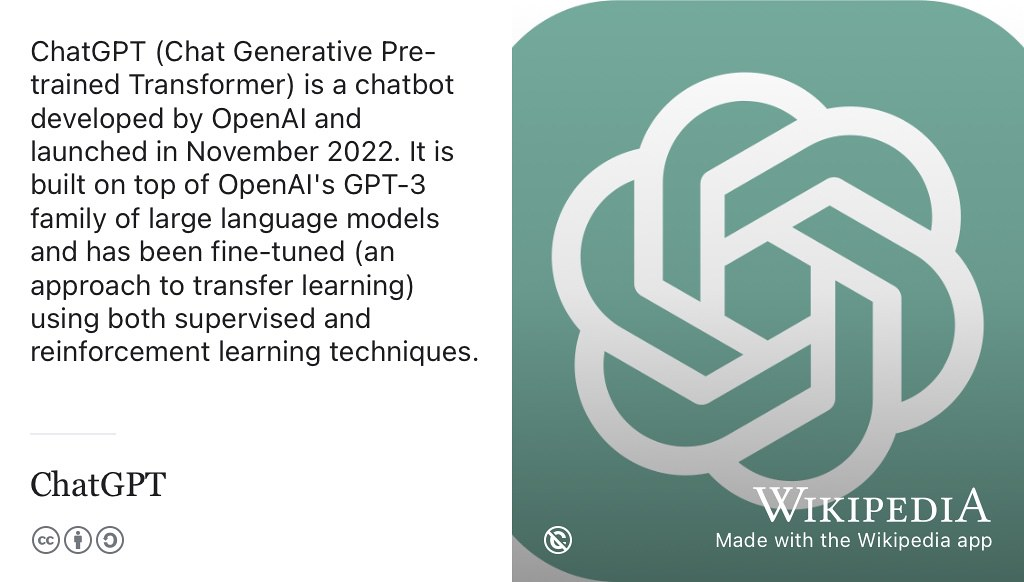 ChatGPT (Chat Generative Pre-
trained Transformer) is a chatbot
developed by OpenAI and
launched in November 2022. It is
built on top of OpenAI's GPT-3
family of large language models
and has been fine-tuned (an
approach to transfer learning)
using both supervised and
reinforcement learning techniques.
ChatGPT
cc
WIKIPEDIA
Made with the Wikipedia app